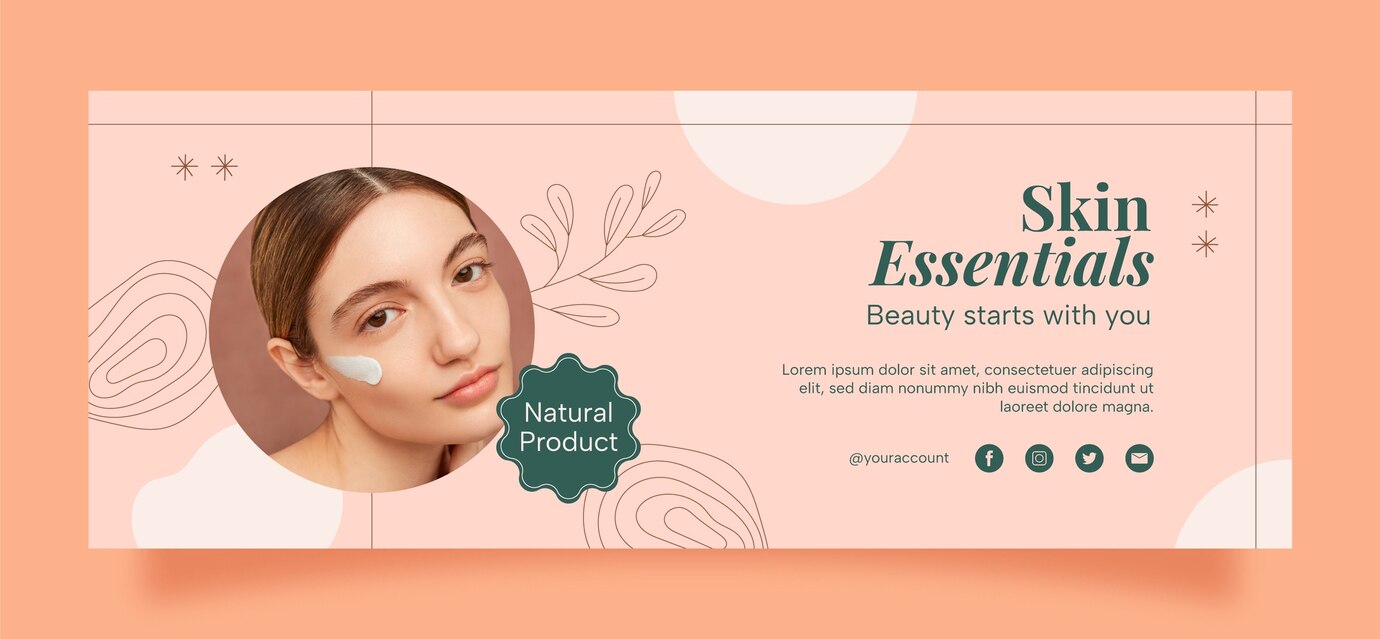 Skin
Essentials
Beauty starts with you
Natural
Product
Lorem ipsum dolor sit amet, consectetuer adipiscing
elit, sed diam nonummy nibh euismod tincidunt ut
laoreet dolore magna.
@youraccount